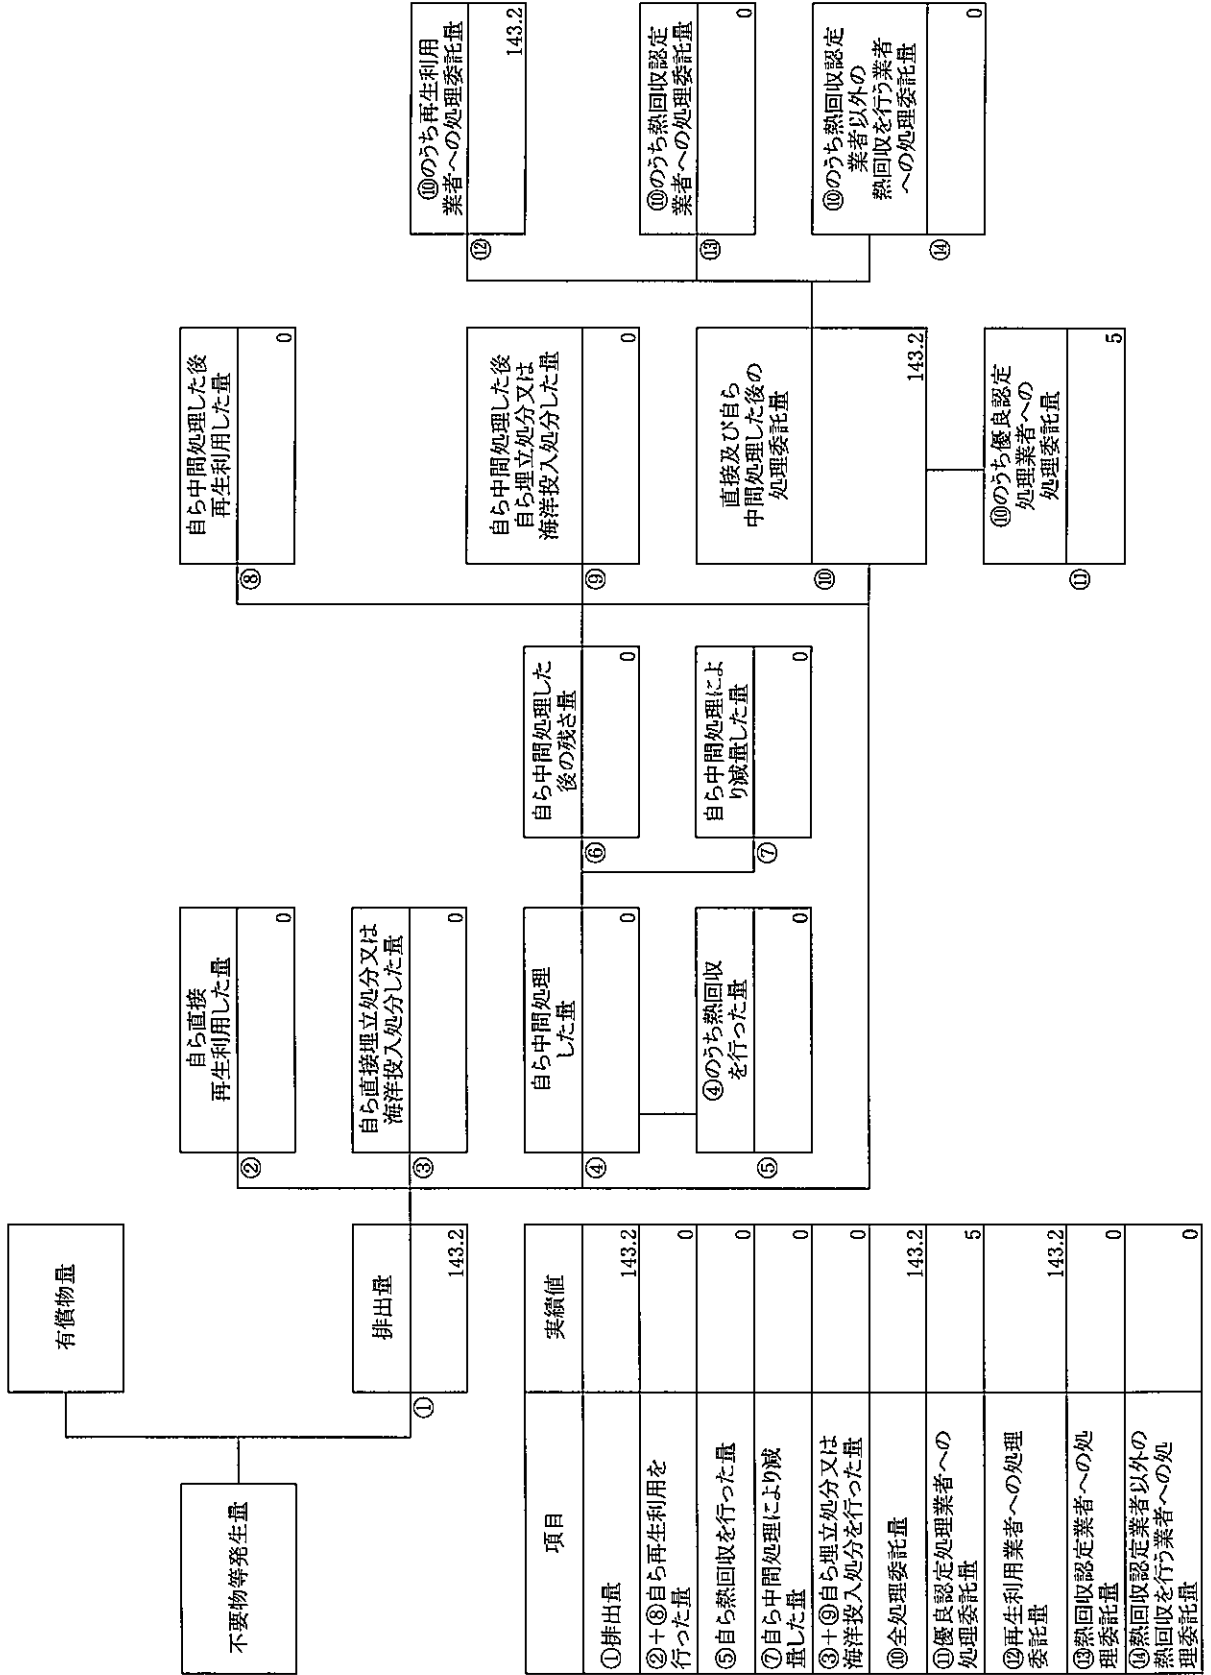 不要物等発生量
有償物量
①
排出量
143.2
②
自ら直接
再生利用した量
0
③
自ら直接埋立処分又は
海洋投入処分した量
0
④
自ら中間処理
した量
0
⑤
④のうち熱回収
を行った量
0
⑥
自ら中間処理した
後の残さ量
0
⑦
自ら中間処理によ
り減量した量
0
⑧
自ら中間処理した後
再生利用した量
0
⑨
自ら中間処理した後
自ら埋立処分又は
海洋投入処分した量
0
⑩
直接及び自ら
中間処理した後の
処理委託量
143.2
⑪
⑩のうち優良認定
処理業者への
処理委託量
5
⑫
⑩のうち再生利用
業者への処理委託量
143.2
⑬
⑩のうち熱回収認定
業者への処理委託量
0
⑭
⑩のうち熱回収認定
業者以外の
熱回収を行う業者
への処理委託量
0
項目
実績値
①排出量
143.2
②+⑧自ら再生利用を
行った量
0
⑤自ら熱回収を行った量
0
⑦自ら中間処理により減
量した量
0
③+⑨自ら埋立処分又は
海洋投入処分を行った量
0
⑩全処理委託量
143.2
⑪優良認定処理業者への
処理委託量
5
⑫再生利用業者への処理
委託量
143.2
⑬熱回収認定業者への処
理委託量
0
⑭熱回収認定業者以外の
熱回収を行う業者への処
理委託量
0